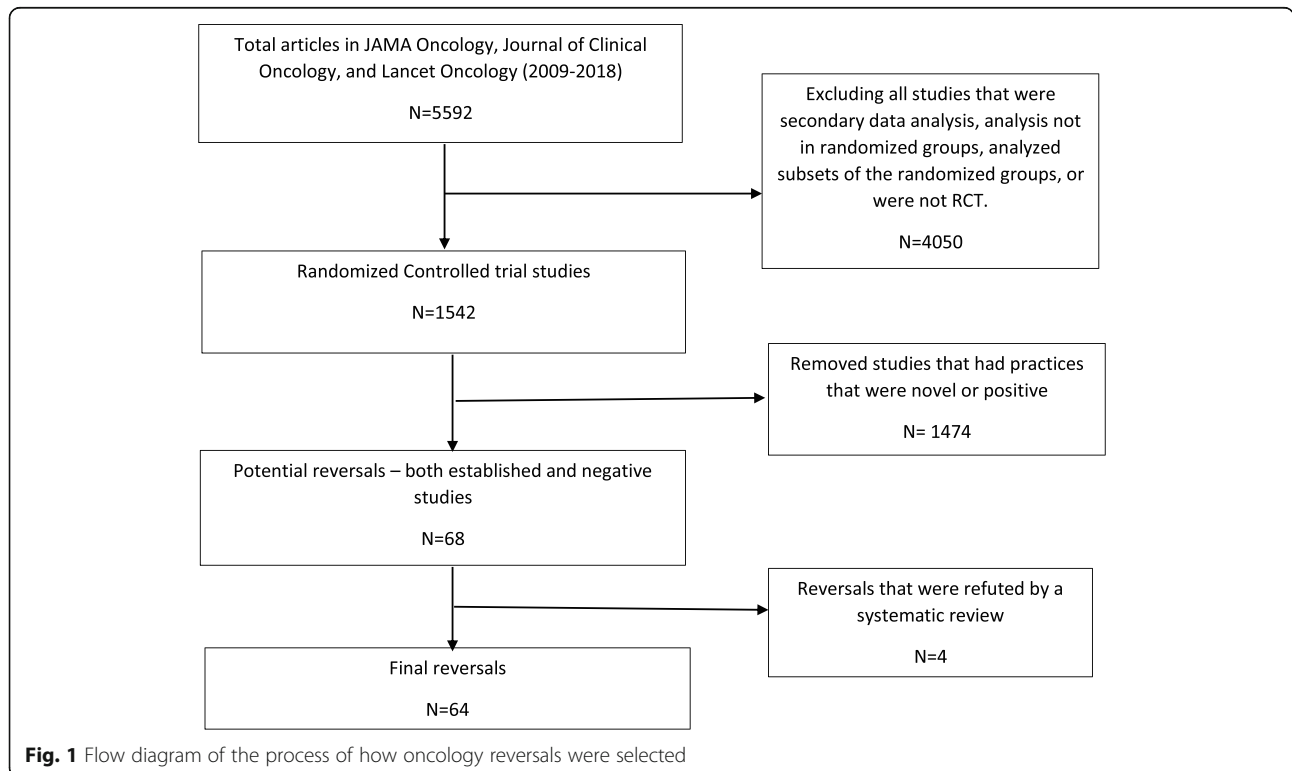 Total articles in JAMA Oncology, Journal of Clinical
Oncology, and Lancet Oncology (2009-2018)
N=5592
Excluding all studies that were
secondary data analysis, analysis not
in randomized groups, analyzed
subsets of the randomized groups, or
were not RCT.
N=4050
Randomized Controlled trial studies
N=1542
Removed studies that had practices
that were novel or positive
N= 1474
Potential reversals – both established and negative
studies
N=68
Reversals that were refuted by a
systematic review
N=4
Final reversals
N=64
Fig. 1 Flow diagram of the process of how oncology reversals were selected